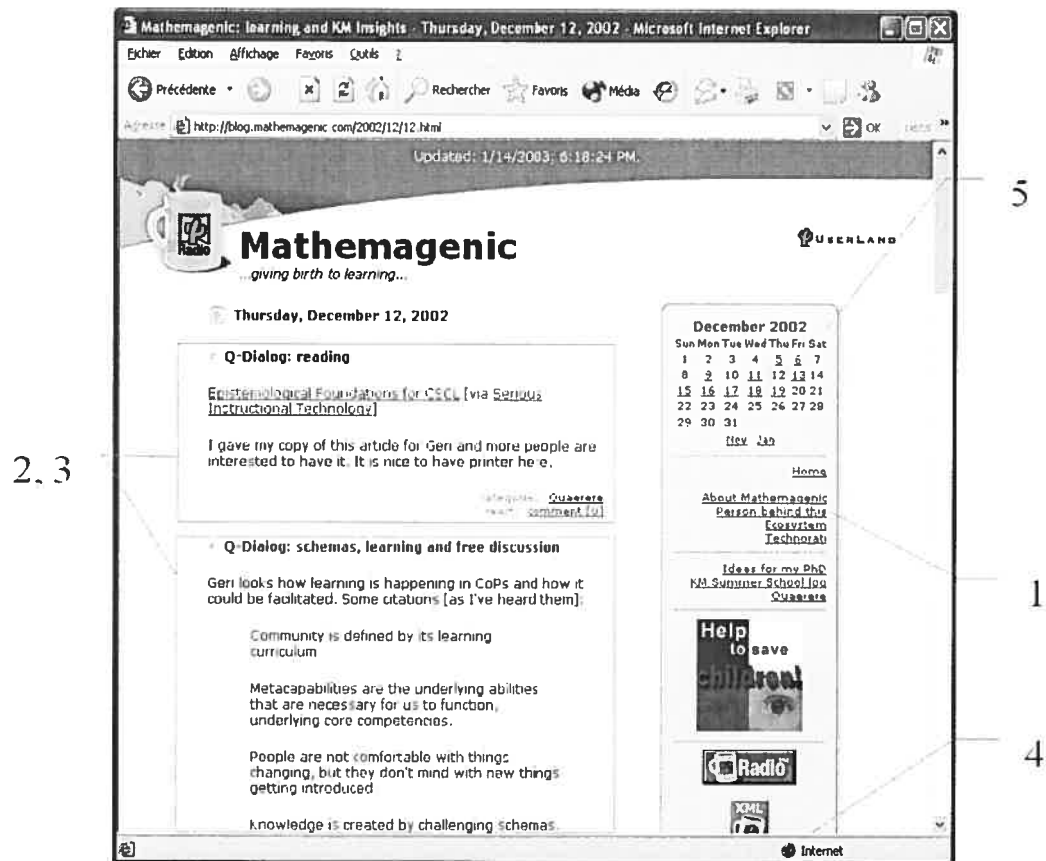 Mathemagenic: learning and KM Insights - Thursday, December 12, 2002 - Microsoft Internet Explorer
Fichier Edition Affichage Favoris Outils ?
Précédente Rechercher Favoris Média
Adresse http://blog.mathemagenic.com/2002/12/12.html OK
Updated: 1/14/2003; 6:18:24 PM.
5
Radio
Mathemagenic
USERLAND
...giving birth to learning...
Thursday, December 12, 2002
Q-Dialog: reading
Epistemological Foundations for CSCL [via Serious
Instructional Technology]
I gave my copy of this article for Geri and more people are
interested to have it. It is nice to have printer here.
2, 3
Quaerere
comment [0]
Q-Dialog: schemas, learning and free discussion
Geri looks how learning is happening in CoPs and how it
could be facilitated. Some citations [as I've heard them]:
Community is defined by its learning
curriculum
Metacapabilities are the underlying abilities
that are necessary for us to function,
underlying core competencies.
People are not comfortable with things
changing, but they don't mind with new things
getting introduced
Knowledge is created by challenging schemas.
December 2002
Sun Mon Tue Wed Thu Fri Sat
1 2 3 4 5 6 7
8 9 10 11 12 13 14
15 16 17 18 19 20 21
22 23 24 25 26 27 28
29 30 31
Nov Jan
Home
About Mathemagenic
Person behind this
Ecosystem
Technorati
Ideas for my PhD
KM Summer School jou
Quaerere
1
Help
to save
children!
Radio
4
XML
Internet